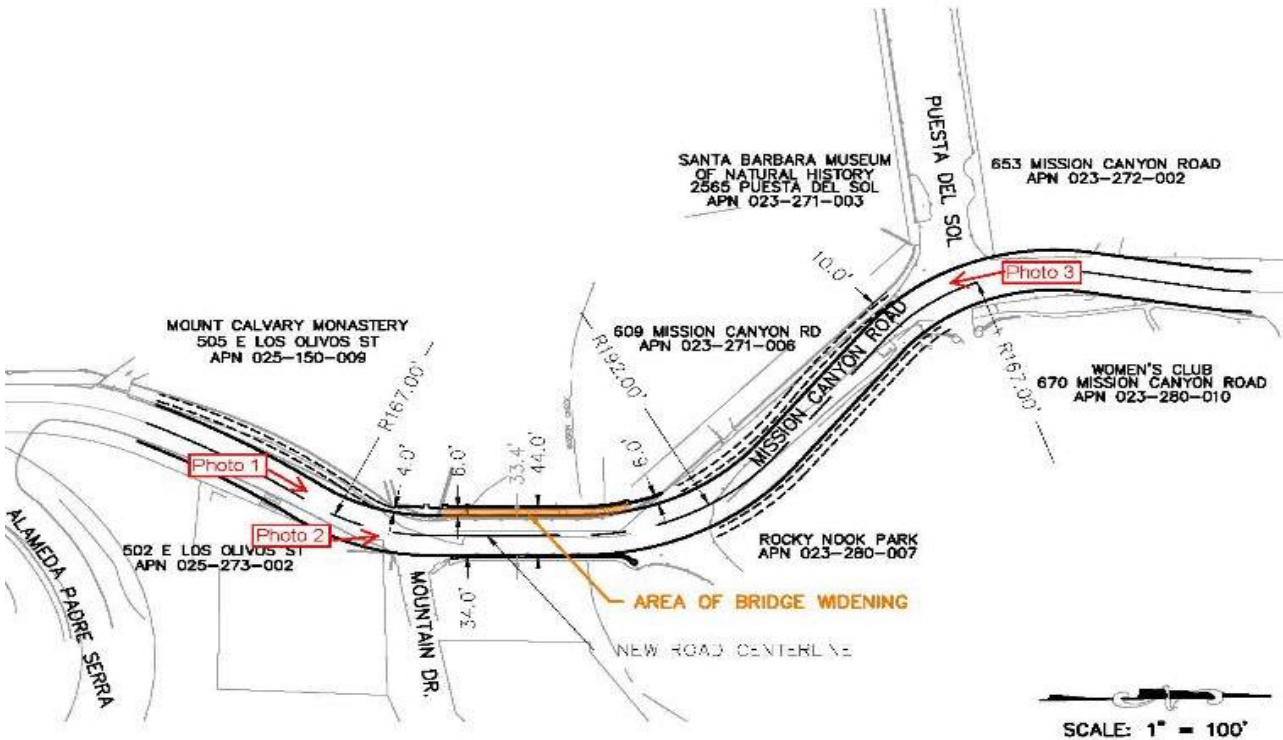 PUESTA DEL SOL
SANTA BARBARA MUSEUM
OF NATURAL HISTORY
2565 PUESTA DEL SOL
APN 023-271-003
653 MISSION CANYON ROAD
APN 023-272-002
10.0'
Photo 3
MOUNT CALVARY MONASTERY
505 E LOS OLIVOS ST
APN 025-150-009
R167.00'
R192.00'
609 MISSION CANYON RD
APN 023-271-006
MISSION CANYON ROAD
R167.00'
WOMEN'S CLUB
670 MISSION CANYON ROAD
APN 023-280-010
4.0'
6.0'
33.4'
44.0'
6.0'
Photo 1
Photo 2
502 E LOS OLIVOS ST
APN 025-273-002
ALAMEDA PADRE SERRA
MOUNTAIN DR.
34.0'
ROCKY NOOK PARK
APN 023-280-007
AREA OF BRIDGE WIDENING
NEW ROAD CENTERLINE
SCALE: 1" = 100'